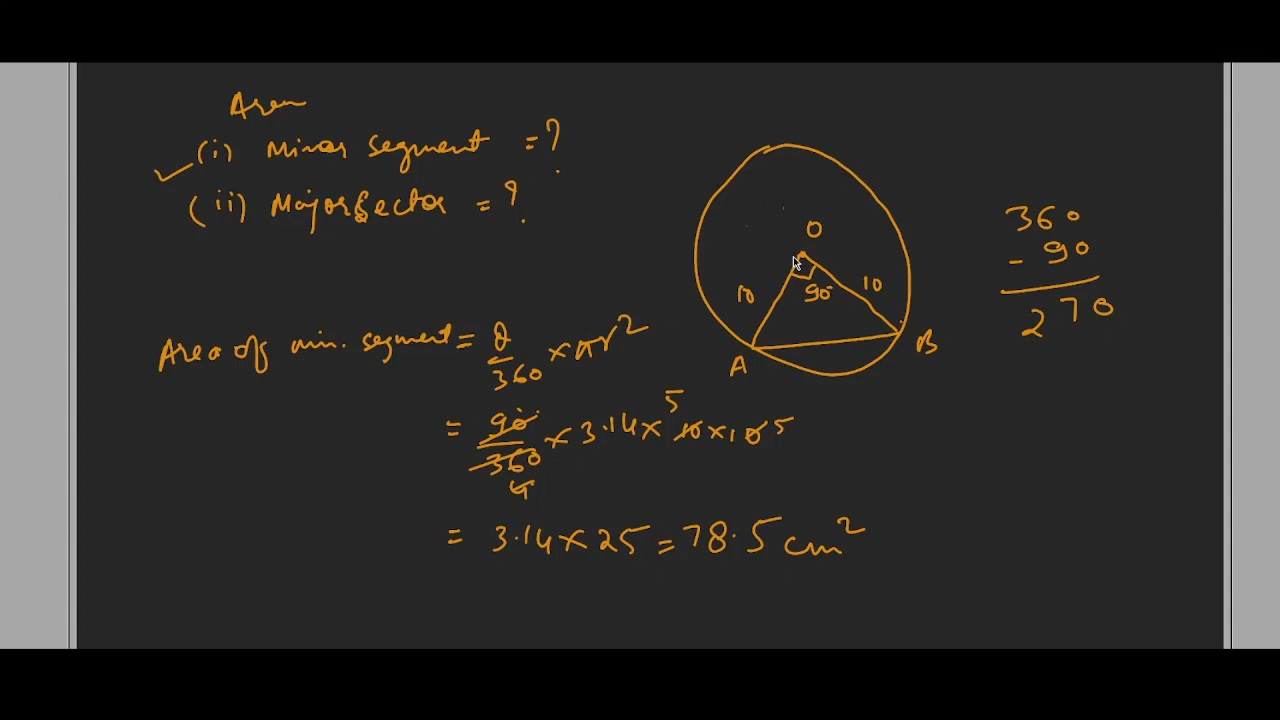 Area
(i) Minor segment = ?
(ii) Major Sector = ?
O
90°
10
10
A
B
360
- 90
270
Area of min. segment = θ/360 × πr²
= 90/360 4 × 3.14 × 10 5 × 10 5
= 3.14 × 25 = 78.5 cm²